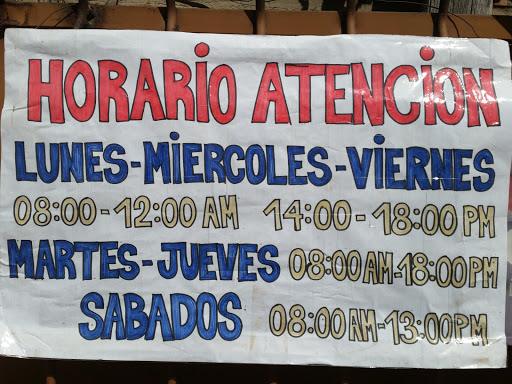 HORARIO ATENCION
LUNES-MIERCOLES-VIERNES
08:00-12:00 AM 14:00-18:00 PM
MARTES-JUEVES 08:00AM-18:00PM
SABADOS 08:00AM-13:00PM